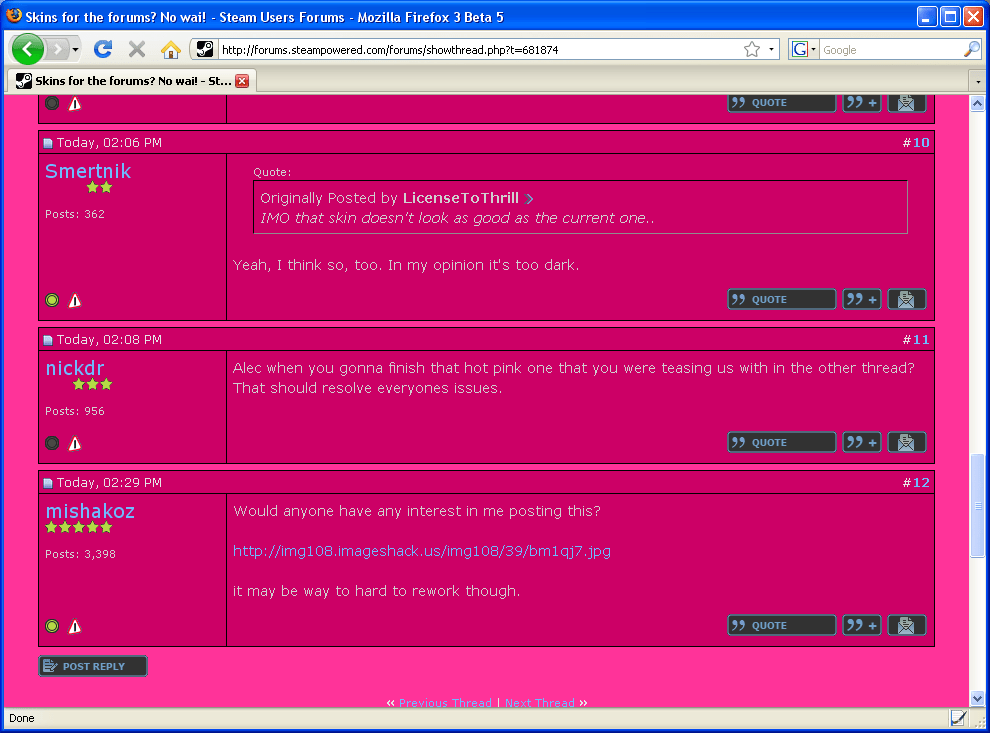 Skins for the forums? No wai! - Steam Users Forums - Mozilla Firefox 3 Beta 5
http://forums.steampowered.com/forums/showthread.php?t=681874
G Google
Skins for the forums? No wai! - St...
QUOTE
+
Today, 02:06 PM #10
Smertnik
Posts: 362
Quote:
Originally Posted by LicenseToThrill
IMO that skin doesn't look as good as the current one..
Yeah, I think so, too. In my opinion it's too dark.
QUOTE
+
Today, 02:08 PM #11
nickdr
Posts: 956
Alec when you gonna finish that hot pink one that you were teasing us with in the other thread?
That should resolve everyones issues.
QUOTE
+
Today, 02:29 PM #12
mishakoz
Posts: 3,398
Would anyone have any interest in me posting this?
http://img108.imageshack.us/img108/39/bm1qj7.jpg
it may be way to hard to rework though.
QUOTE
+
POST REPLY
« Previous Thread | Next Thread »
Done